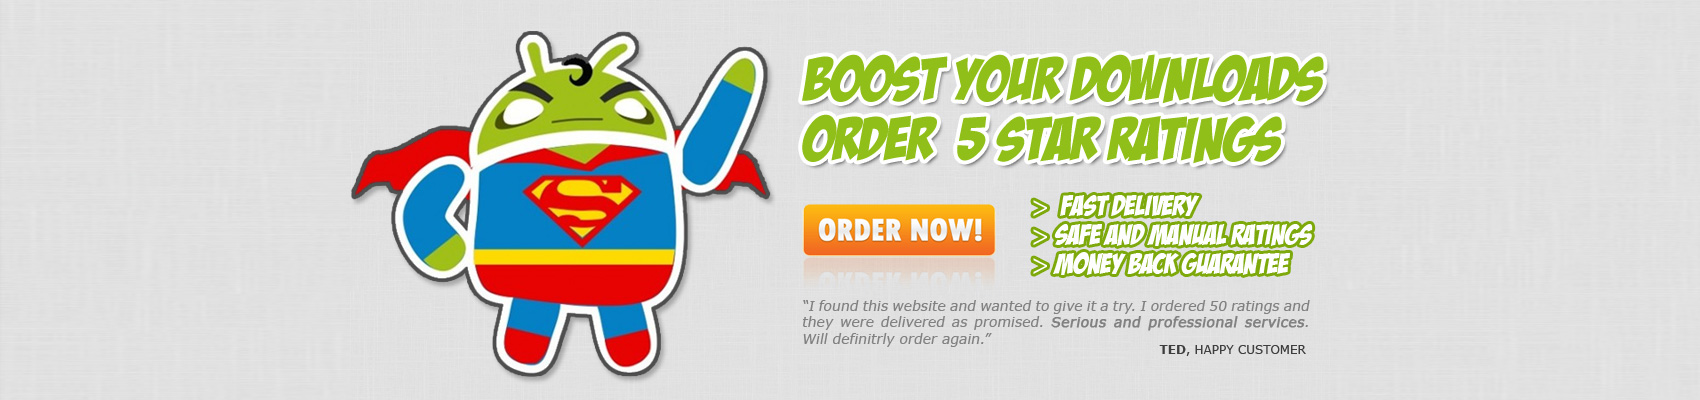 BOOST YOUR DOWNLOADS
ORDER 5 STAR RATINGS
ORDER NOW!
> FAST DELIVERY
> SAFE AND MANUAL RATINGS
> MONEY BACK GUARANTEE
“I found this website and wanted to give it a try. I ordered 50 ratings and
they were delivered as promised. Serious and professional services.
Will definitrly order again.”
TED, HAPPY CUSTOMER
S